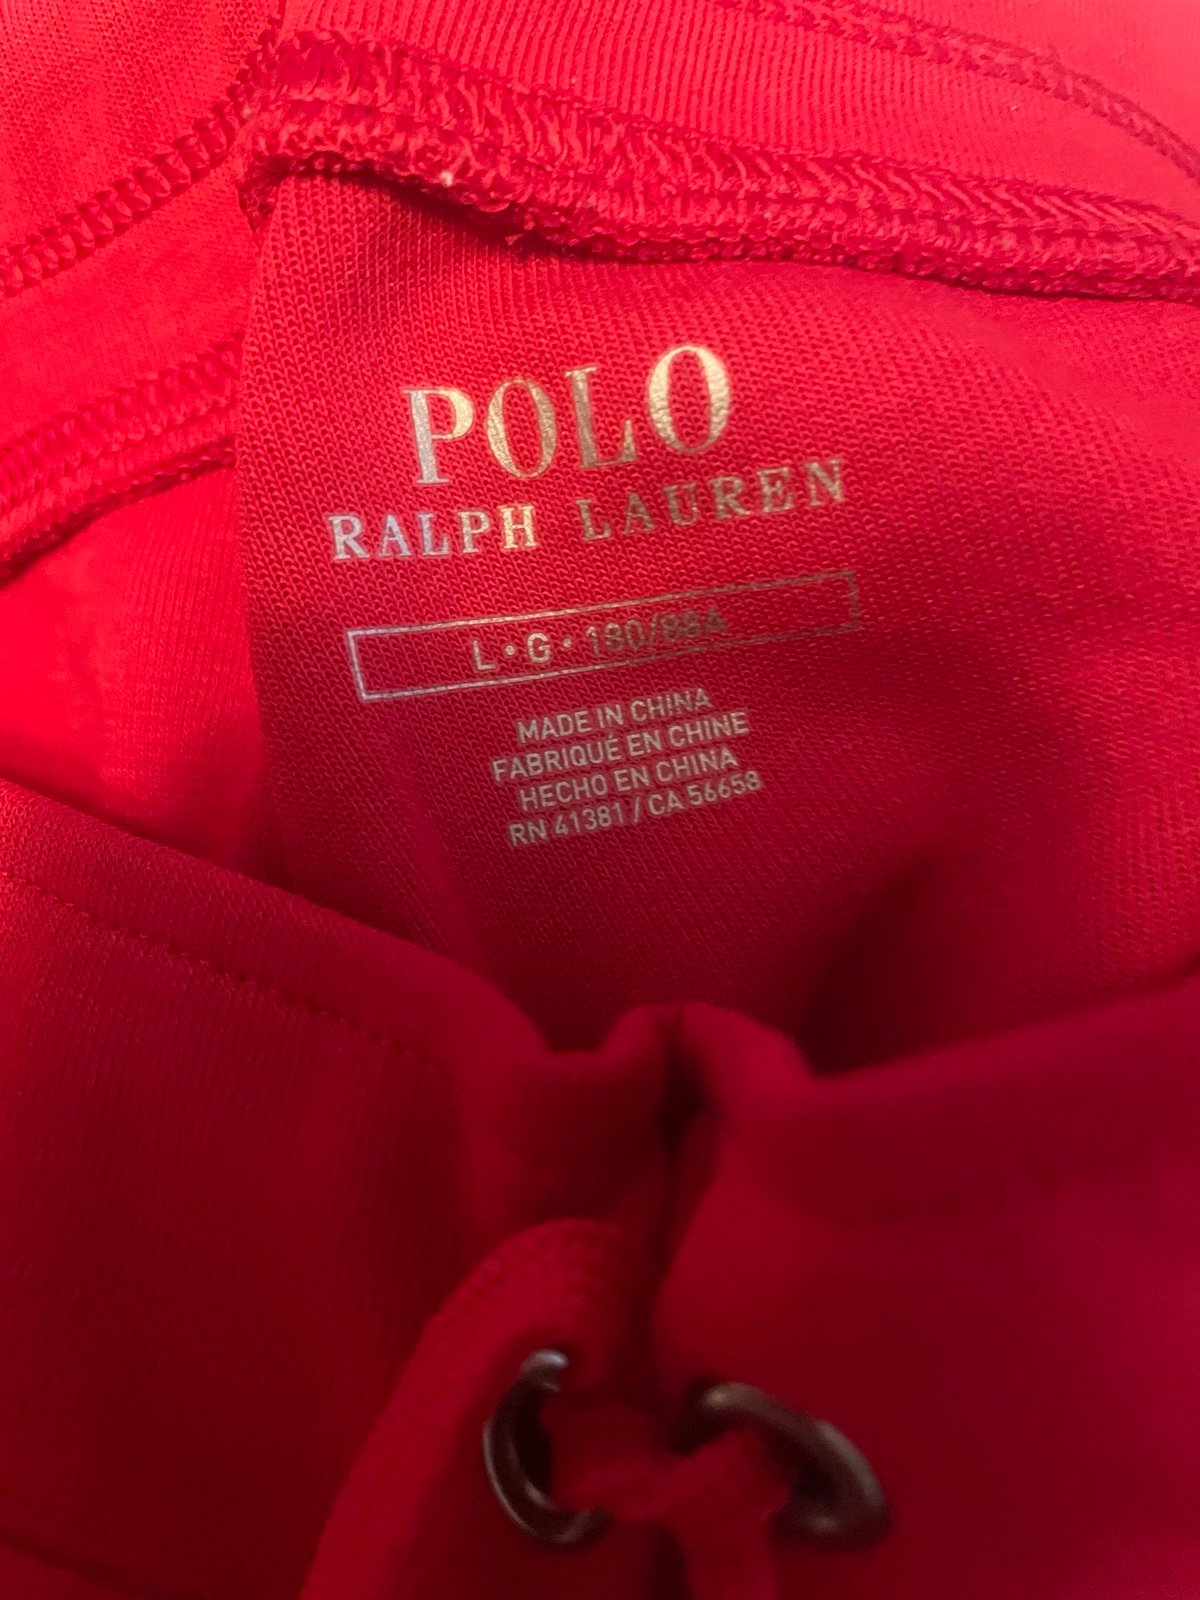 POLO
RALPH LAUREN
L • G • 180/88A
MADE IN CHINA
FABRIQUÉ EN CHINE
HECHO EN CHINA
RN 41381 / CA 56658